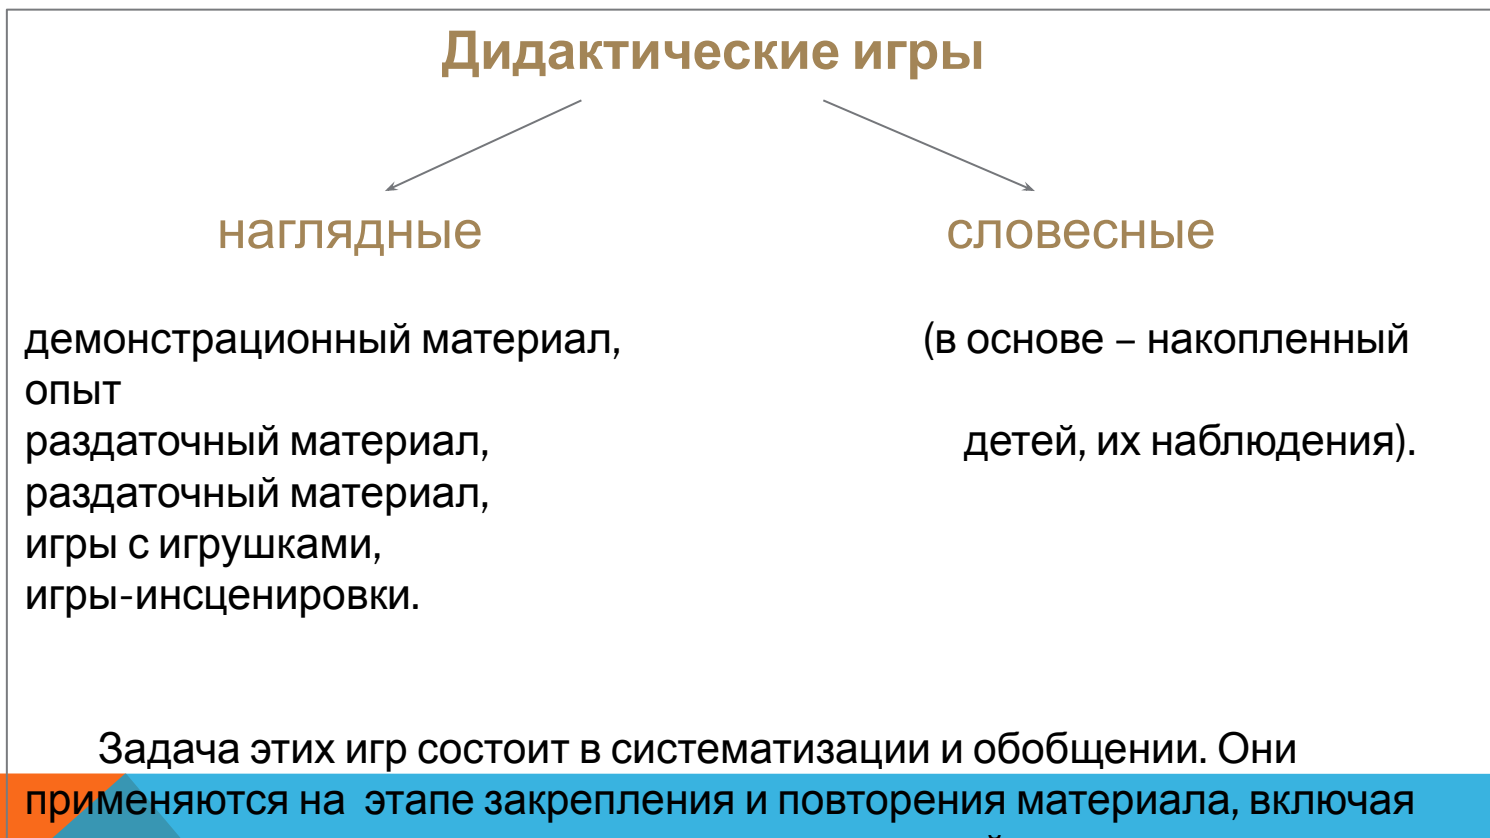 Дидактические игры
наглядные словесные
демонстрационный материал, (в основе – накопленный
опыт
раздаточный материал, детей, их наблюдения).
раздаточный материал,
игры с игрушками,
игры-инсценировки.
Задача этих игр состоит в систематизации и обобщении. Они
применяются на этапе закрепления и повторения материала, включая